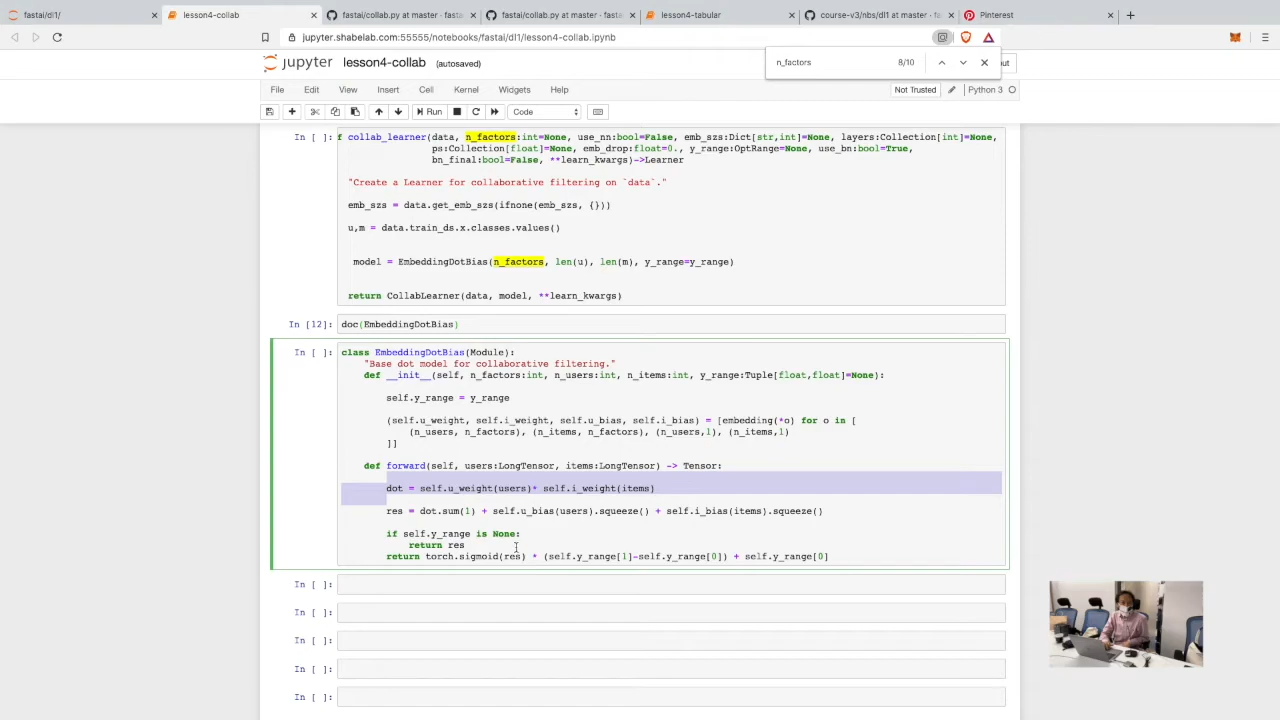 fastai/dl1/
lesson4-collab
fastai/collab.py at master · fastai
fastai/collab.py at master · fastai
lesson4-tabular
course-v3/nbs/dl1 at master · fa
Pinterest
jupyter.shabelab.com:55555/notebooks/fastai/dl1/lesson4-collab.ipynb
n_factors 8/10
jupyter lesson4-collab (autosaved)
File Edit View Insert Cell Kernel Widgets Help
Not Trusted Python 3
Run Code
In [ ]: f collab_learner(data, n_factors:int=None, use_nn:bool=False, emb_szs:Dict[str,int]=None, layers:Collection[int]=None,
ps:Collection[float]=None, emb_drop:float=0., y_range:OptRange=None, use_bn:bool=True,
bn_final:bool=False, **learn_kwargs)->Learner
"Create a Learner for collaborative filtering on `data`."
emb_szs = data.get_emb_szs(ifnone(emb_szs, {}))
u,m = data.train_ds.x.classes.values()
model = EmbeddingDotBias(n_factors, len(u), len(m), y_range=y_range)
return CollabLearner(data, model, **learn_kwargs)
In [12]: doc(EmbeddingDotBias)
In [ ]: class EmbeddingDotBias(Module):
"Base dot model for collaborative filtering."
def __init__(self, n_factors:int, n_users:int, n_items:int, y_range:Tuple[float,float]=None):
self.y_range = y_range
(self.u_weight, self.i_weight, self.u_bias, self.i_bias) = [embedding(*o) for o in [
(n_users, n_factors), (n_items, n_factors), (n_users,1), (n_items,1)
]]
def forward(self, users:LongTensor, items:LongTensor) -> Tensor:
dot = self.u_weight(users)* self.i_weight(items)
res = dot.sum(1) + self.u_bias(users).squeeze() + self.i_bias(items).squeeze()
if self.y_range is None:
return res
return torch.sigmoid(res) * (self.y_range[1]-self.y_range[0]) + self.y_range[0]
In [ ]:
In [ ]:
In [ ]:
In [ ]:
In [ ]: